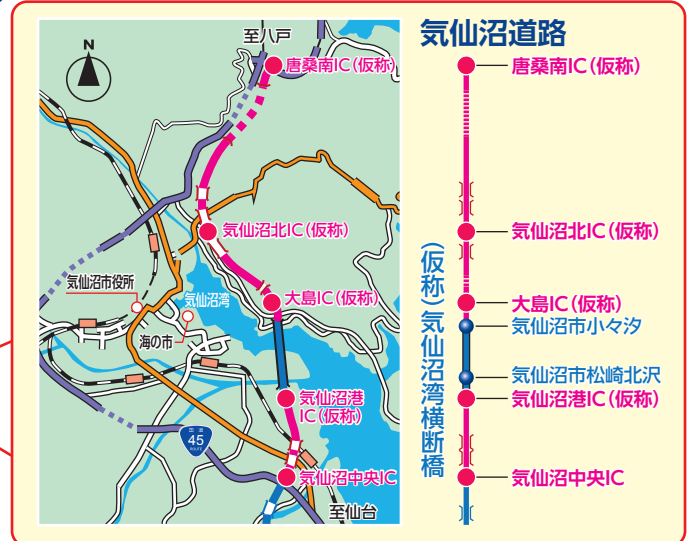 気仙沼道路
N
至八戸
唐桑南IC(仮称)
気仙沼北IC(仮称)
大島IC(仮称)
気仙沼市役所
気仙沼湾
海の市
気仙沼港
IC(仮称)
国道
45
ROUTE
気仙沼中央IC
至仙台
唐桑南IC(仮称)
気仙沼北IC(仮称)
大島IC(仮称)
気仙沼市小々汐
気仙沼市松崎北沢
気仙沼港IC(仮称)
気仙沼中央IC
(仮称)気仙沼湾横断橋